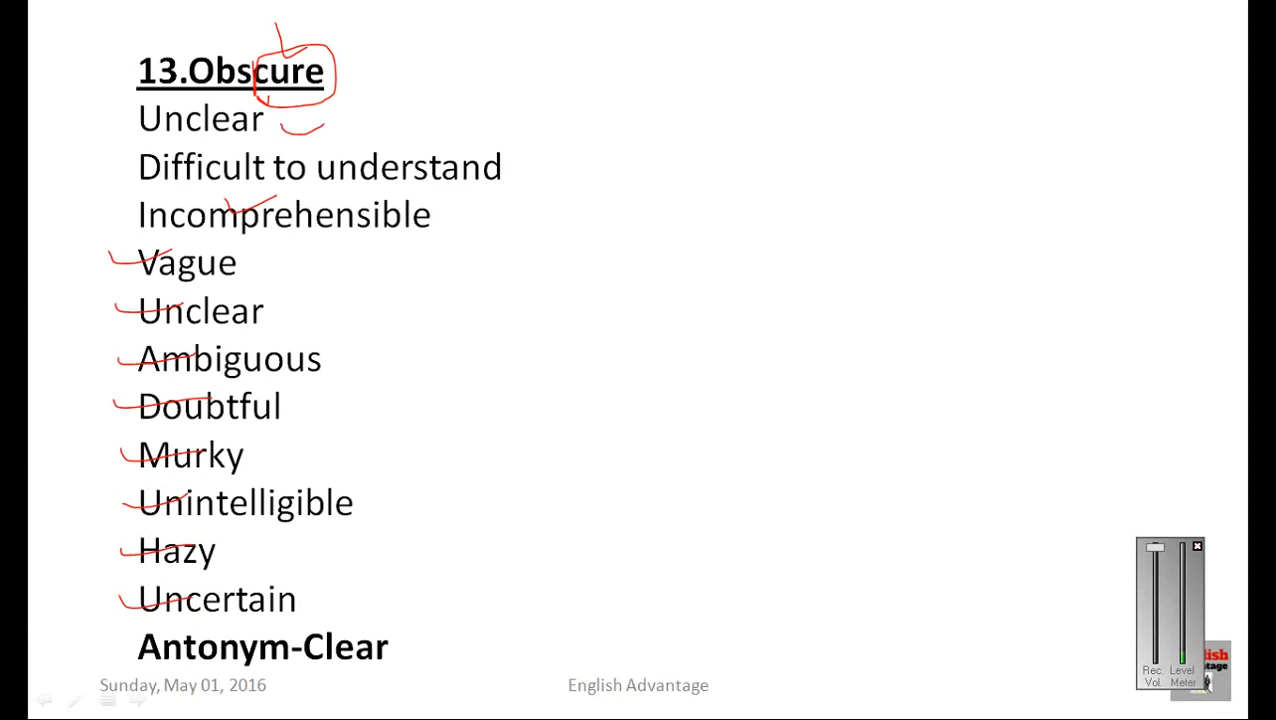 13.Obscure
Unclear
Difficult to understand
Incomprehensible
Vague
Unclear
Ambiguous
Doubtful
Murky
Unintelligible
Hazy
Uncertain
Antonym-Clear
Sunday, May 01, 2016
English Advantage
Rec. Vol.
Level Meter